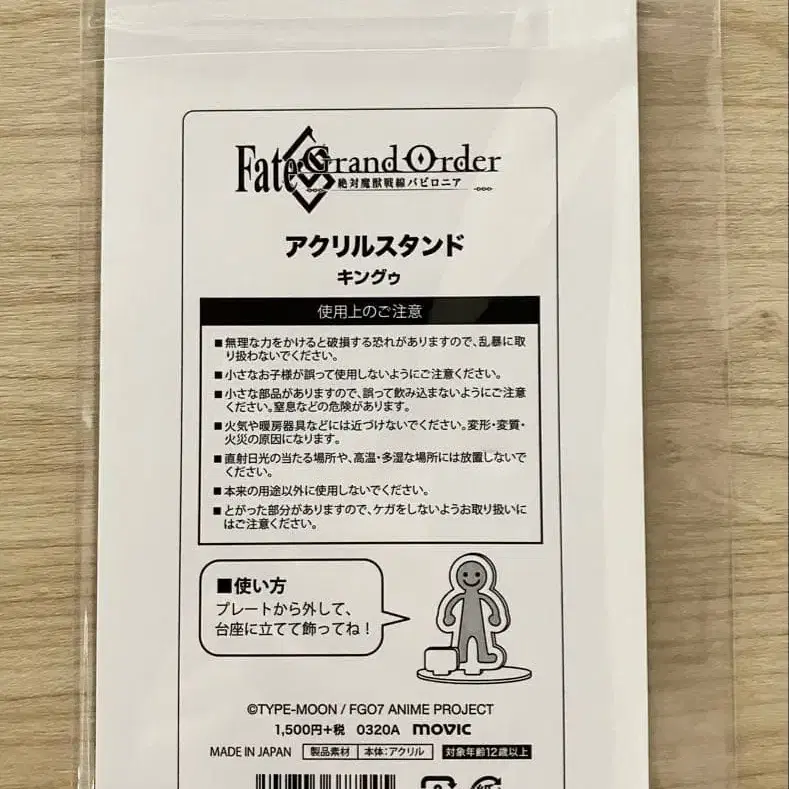 Fate Grand Order
絶対魔獣戦線バビロニア
アクリルスタンド
キングゥ
使用上のご注意
■無理な力をかけると破損する恐れがありますので、乱暴に取
り扱わないでください。
■小さなお子様が誤って使用しないようにご注意ください。
■小さな部品がありますので、誤って飲み込まないようにご注意
ください。窒息などの危険があります。
■火気や暖房器具などには近づけないでください。変形・変質・
火災の原因になります。
■直射日光の当たる場所や、高温・多湿な場所には放置しないで
ください。
■本来の用途以外に使用しないでください。
■とがった部分がありますので、ケガをしないようお取り扱いに
はご注意ください。
■使い方
プレートから外して、
台座に立てて飾ってね!
©TYPE-MOON / FGO7 ANIME PROJECT
1,500円+税 0320A movic
MADE IN JAPAN 製品素材 本体:アクリル 対象年齢12歳以上